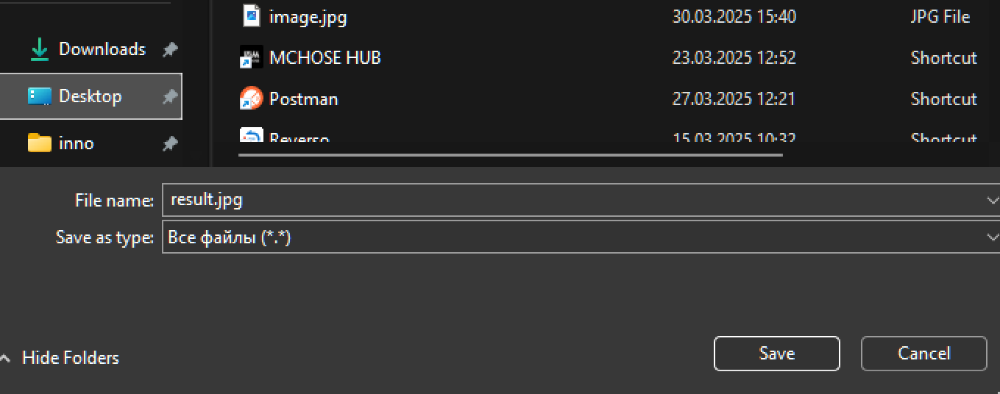 image.jpg 30.03.2025 15:40 JPG File
Downloads
MCHOSE HUB 23.03.2025 12:52 Shortcut
Desktop
Postman 27.03.2025 12:21 Shortcut
inno
Reverso 15.03.2025 10:32 Shortcut
File name: result.jpg
Save as type: Все файлы (*.*)
Hide Folders
Save Cancel